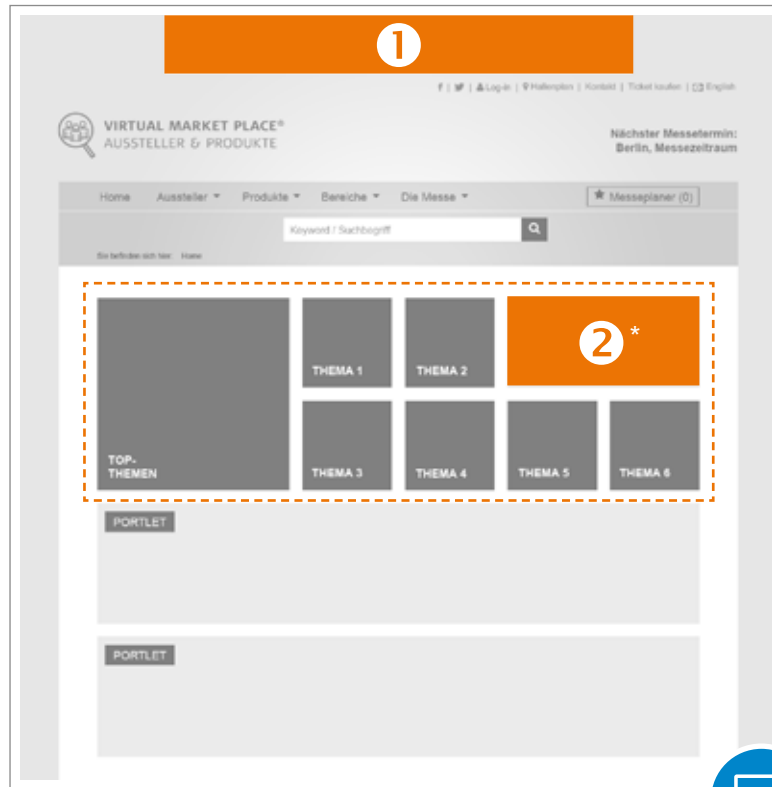 1
f | | Log-in | Hallenplan | Kontakt | Ticket kaufen | English
VIRTUAL MARKET PLACE®
AUSSTELLER & PRODUKTE
Nächster Messetermin:
Berlin, Messezeitraum
Home Aussteller Produkte Bereiche Die Messe Messeplaner (0)
Keyword / Suchbegriff
Sie befinden sich hier: Home
2*
THEMA 1
THEMA 2
TOP-
THEMEN
THEMA 3
THEMA 4
THEMA 5
THEMA 6
PORTLET
PORTLET